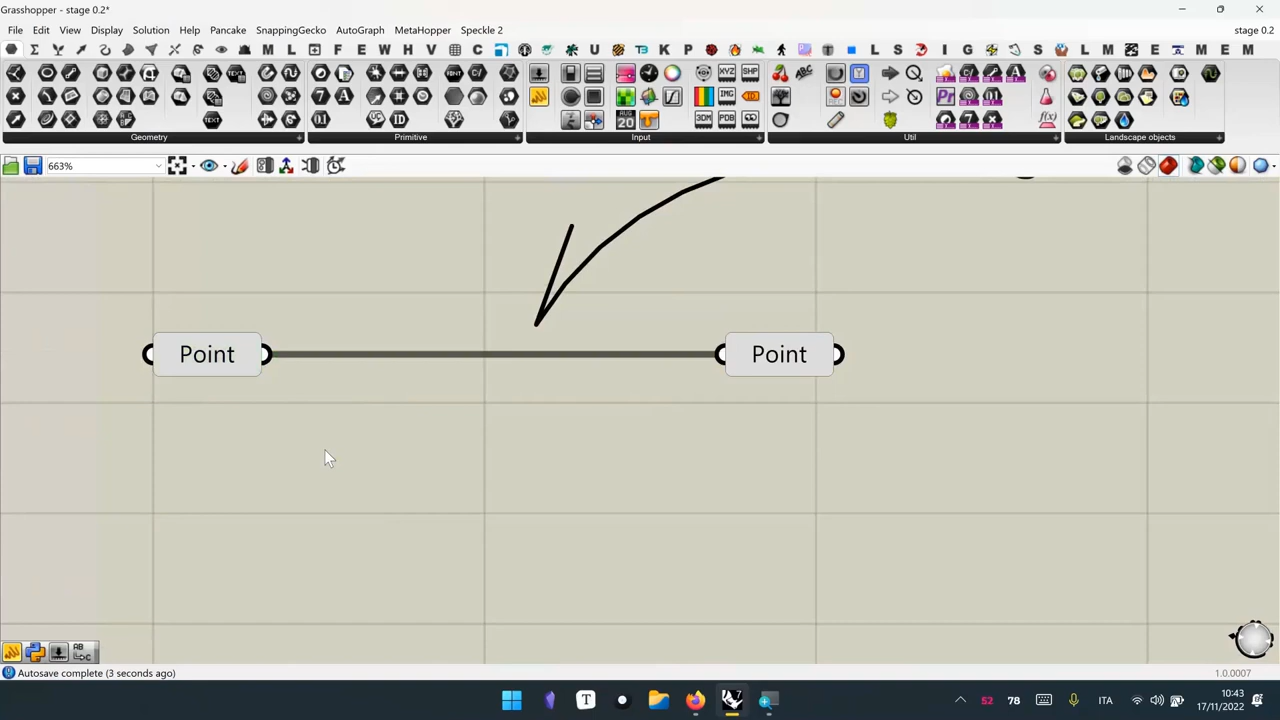 Grasshopper - stage 0.2*
File Edit View Display Solution Help Pancake SnappingGecko AutoGraph MetaHopper Speckle 2 stage 0.2
Geometry Primitive Input Util Landscape objects
663%
Point Point
Autosave complete (3 seconds ago) 1.0.0007
52 78 ITA 10:43
17/11/2022